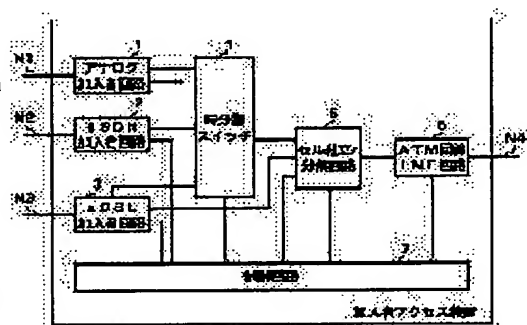 N1
1
アナログ
加入者回路
4
時分割
スイッチ
N2
2
ISDN
加入者回路
5
セル組立
分解回路
6
ATM回線
INF回路
N4
N3
3
xDSL
加入者回路
7
制御回路
加入者アクセス装置